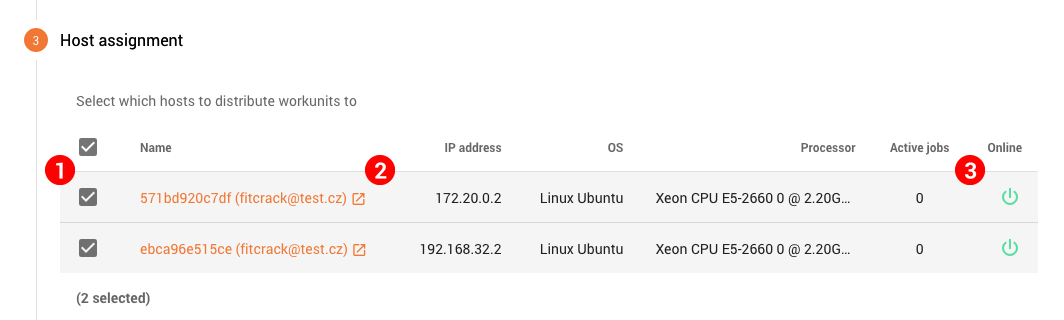 3 Host assignment
Select which hosts to distribute workunits to
Name IP address OS Processor Active jobs Online
1 2 3
571bd920c7df (fitcrack@test.cz) 172.20.0.2 Linux Ubuntu Xeon CPU E5-2660 0 @ 2.20G... 0
ebca96e515ce (fitcrack@test.cz) 192.168.32.2 Linux Ubuntu Xeon CPU E5-2660 0 @ 2.20G... 0
(2 selected)